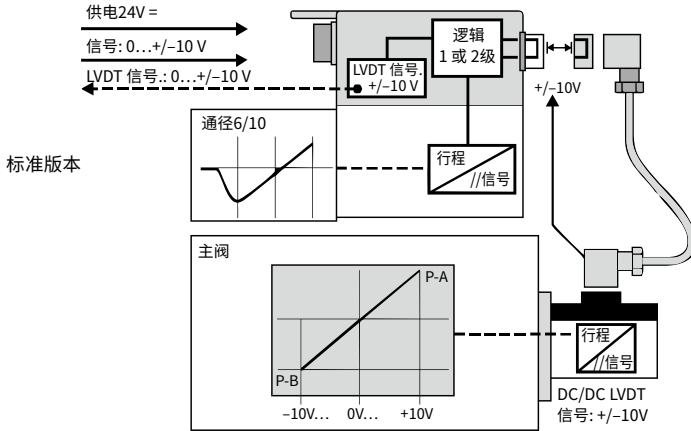 供电24V =
信号: 0…+/–10 V
LVDT 信号.: 0…+/–10 V
逻辑
1 或 2级
LVDT 信号.
+/–10 V
+/–10V
通径6/10
行程
//信号
标准版本
主阀
P-A
P-B
–10V… 0V… +10V
行程
//信号
DC/DC LVDT
信号: +/–10V